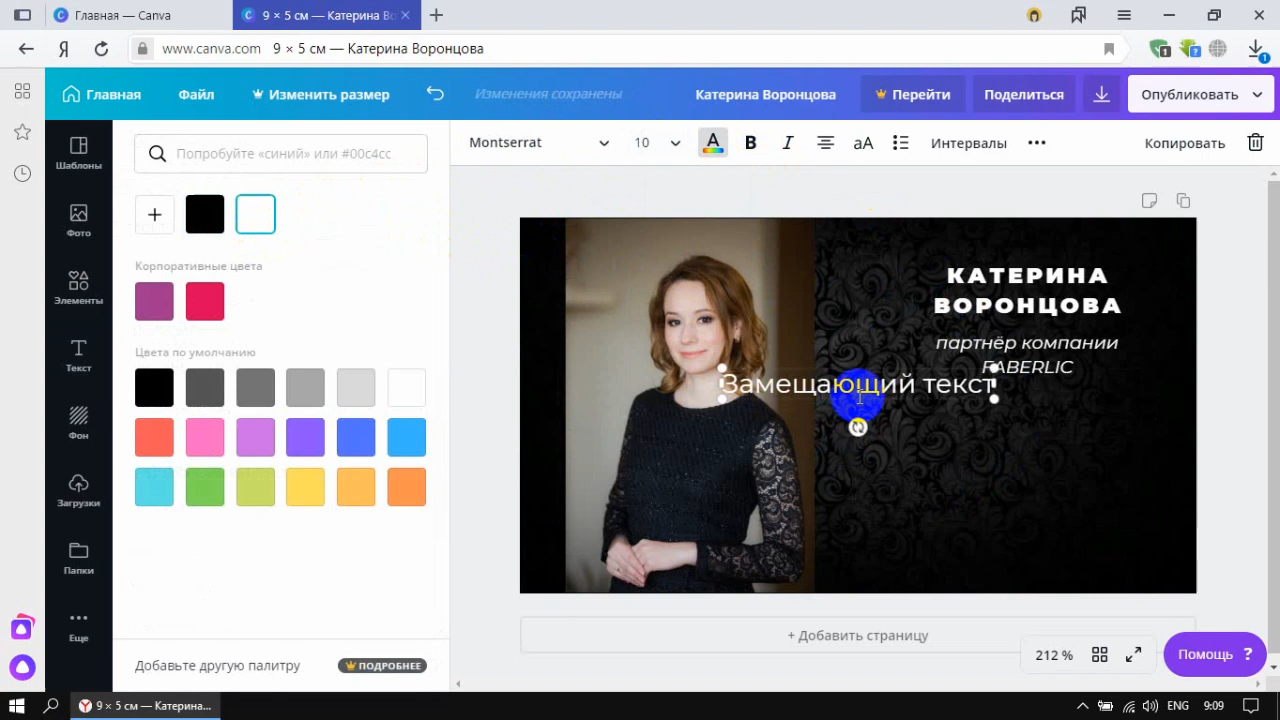 Главная — Canva
9 × 5 см — Катерина Во
www.canva.com 9 × 5 см — Катерина Воронцова
1
?
1
Главная
Файл
Изменить размер
Изменения сохранены
Катерина Воронцова
Перейти
Поделиться
Опубликовать
Шаблоны
Фото
Элементы
Текст
Фон
Загрузки
Папки
Еще
Попробуйте «синий» или #00c4cc
Корпоративные цвета
Цвета по умолчанию
Добавьте другую палитру
ПОДРОБНЕЕ
Montserrat
10
A
B
I
aA
Интервалы
Копировать
КАТЕРИНА
ВОРОНЦОВА
партнёр компании
FABERLIC
Замещающий текст
+ Добавить страницу
212 %
Помощь ?
9 × 5 см — Катерина...
ENG
9:09